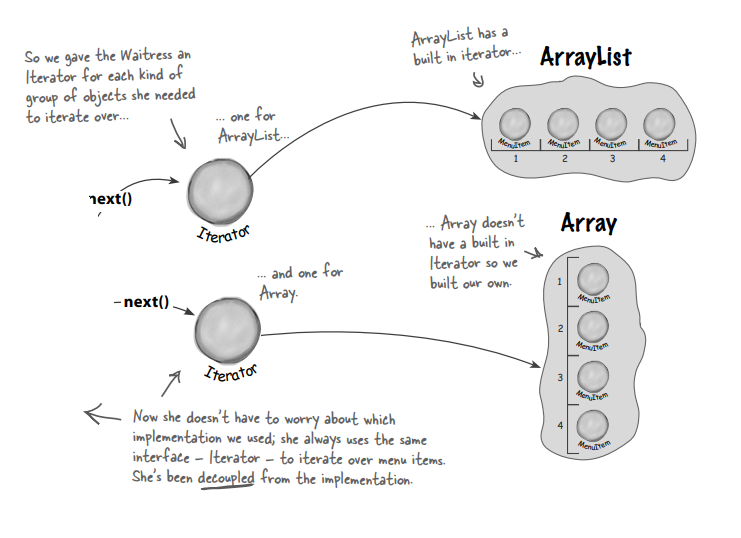 So we gave the Waitress an
Iterator for each kind of
group of objects she needed
to iterate over...
... one for
ArrayList...
next()
Iterator
ArrayList has a
built in iterator...
ArrayList
MenuItem MenuItem MenuItem MenuItem
1 2 3 4
... and one for
Array.
next()
Iterator
... Array doesn't
have a built in
Iterator so we
built our own.
Array
1
MenuItem
2
MenuItem
3
MenuItem
4
MenuItem
Now she doesn't have to worry about which
implementation we used; she always uses the same
interface – Iterator – to iterate over menu items.
She's been decoupled from the implementation.